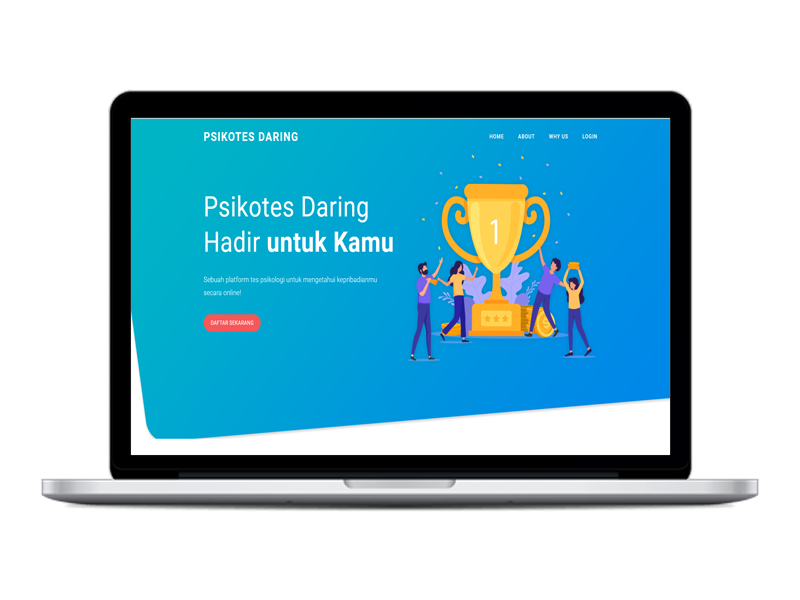 PSIKOTES DARING
HOME ABOUT WHY US LOGIN
Psikotes Daring
Hadir untuk Kamu
Sebuah platform tes psikologi untuk mengetahui kepribadianmu
secara online!
DAFTAR SEKARANG
1